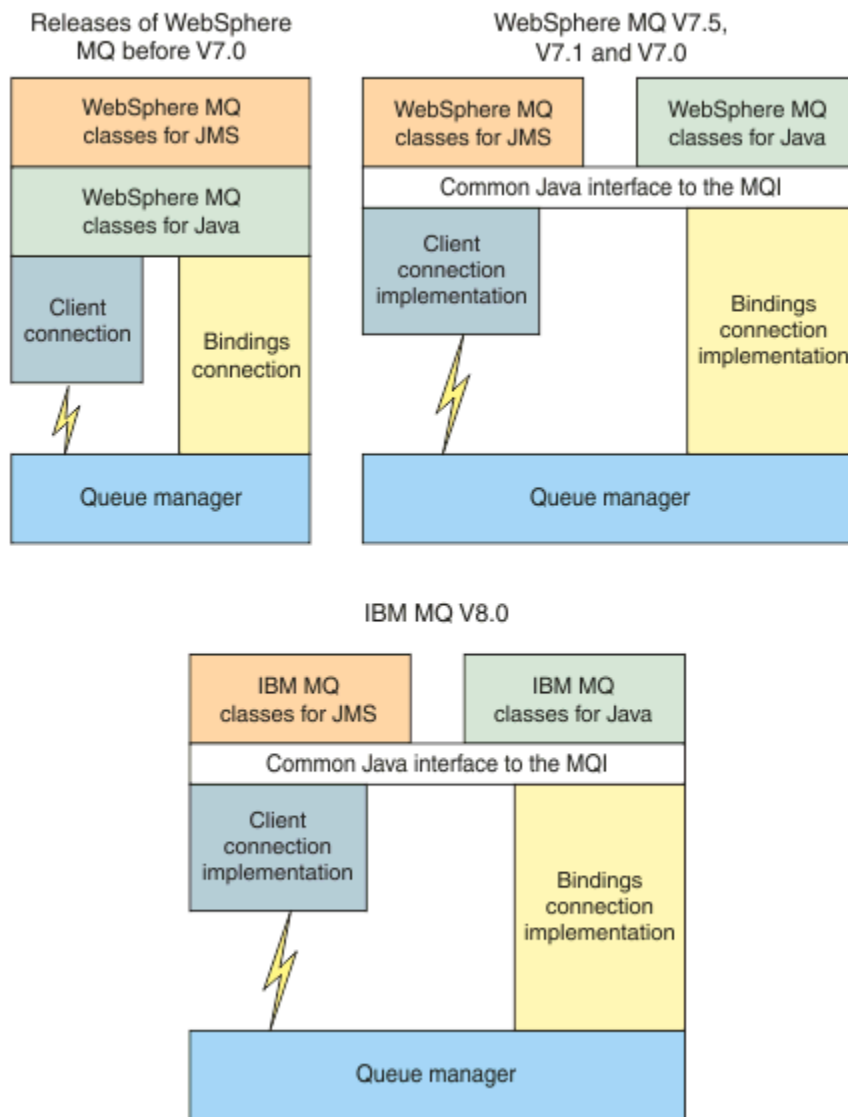 Releases of WebSphere
MQ before V7.0
WebSphere MQ
classes for JMS
WebSphere MQ
classes for Java
Client
connection
Bindings
connection
Queue manager
WebSphere MQ V7.5,
V7.1 and V7.0
WebSphere MQ
classes for JMS
WebSphere MQ
classes for Java
Common Java interface to the MQI
Client
connection
implementation
Bindings
connection
implementation
Queue manager
IBM MQ V8.0
IBM MQ
classes for JMS
IBM MQ
classes for Java
Common Java interface to the MQI
Client
connection
implementation
Bindings
connection
implementation
Queue manager